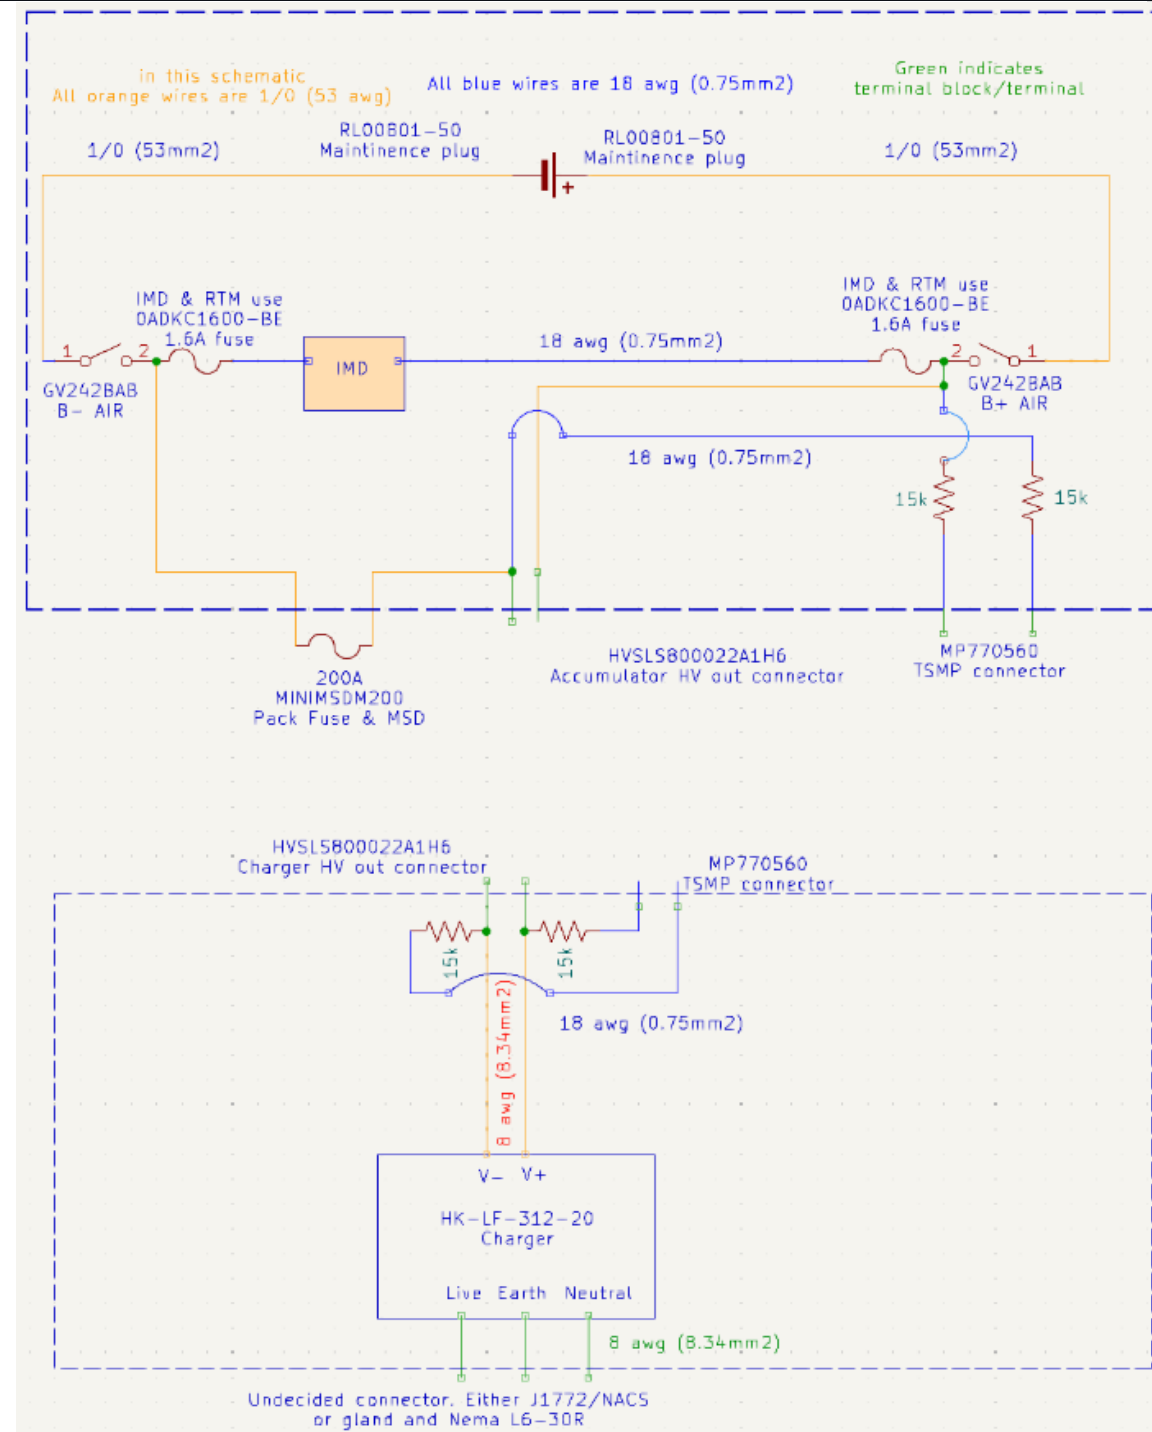 in this schematic
All orange wires are 1/0 (53 awg)
All blue wires are 18 awg (0.75mm2)
Green indicates
terminal block/terminal
1/0 (53mm2)
RL00801-50
Maintinence plug
RL00801-50
Maintinence plug
1/0 (53mm2)
+
IMD & RTM use
0ADKC1600-BE
1.6A fuse
IMD & RTM use
0ADKC1600-BE
1.6A fuse
1
2
IMD
18 awg (0.75mm2)
2
1
GV242BAB
B- AIR
GV242BAB
B+ AIR
18 awg (0.75mm2)
15k
15k
200A
MINIMSDM200
Pack Fuse & MSD
HVSLS800022A1H6
Accumulator HV out connector
MP770560
TSMP connector
HVSLS800022A1H6
Charger HV out connector
MP770560
TSMP connector
15k
15k
8 awg (8.34mm2)
18 awg (0.75mm2)
V- V+
HK-LF-312-20
Charger
Live Earth Neutral
8 awg (8.34mm2)
Undecided connector. Either J1772/NACS
or gland and Nema L6-30R